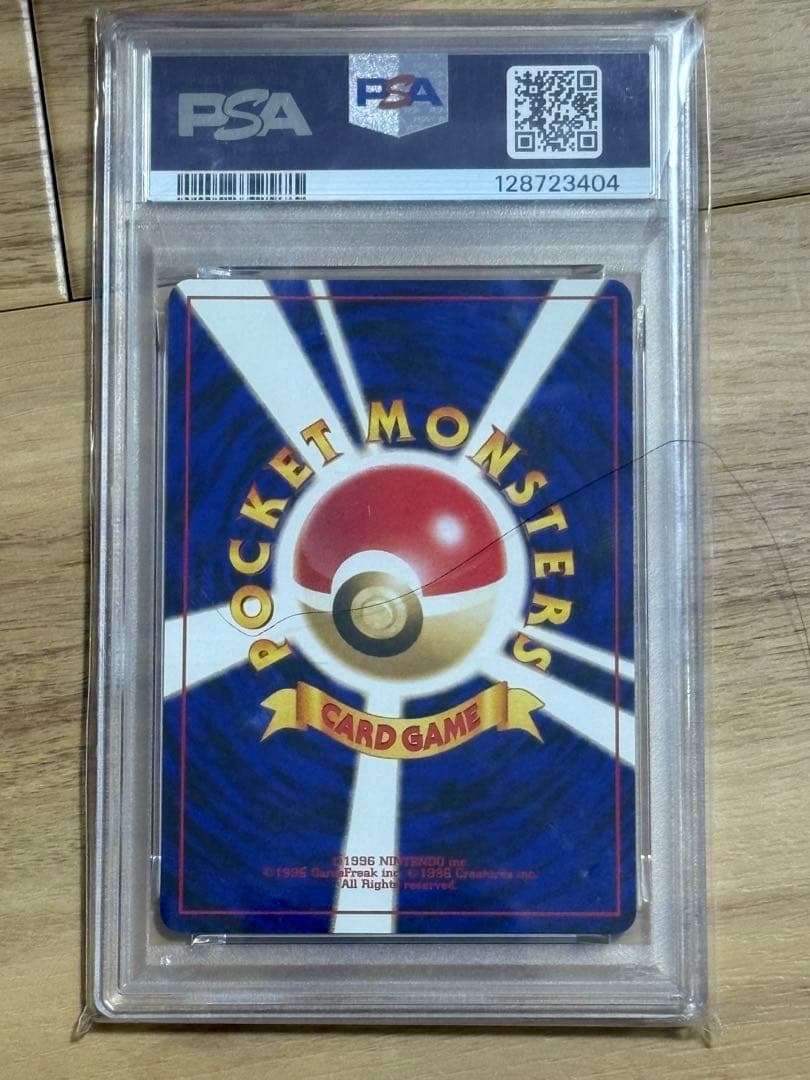 PSA
PSA
128723404
POCKET MONSTERS
CARD GAME
©1996 NINTENDO inc.
©1996 GameFreak inc. ©1996 Creatures inc.
All Rights reserved.